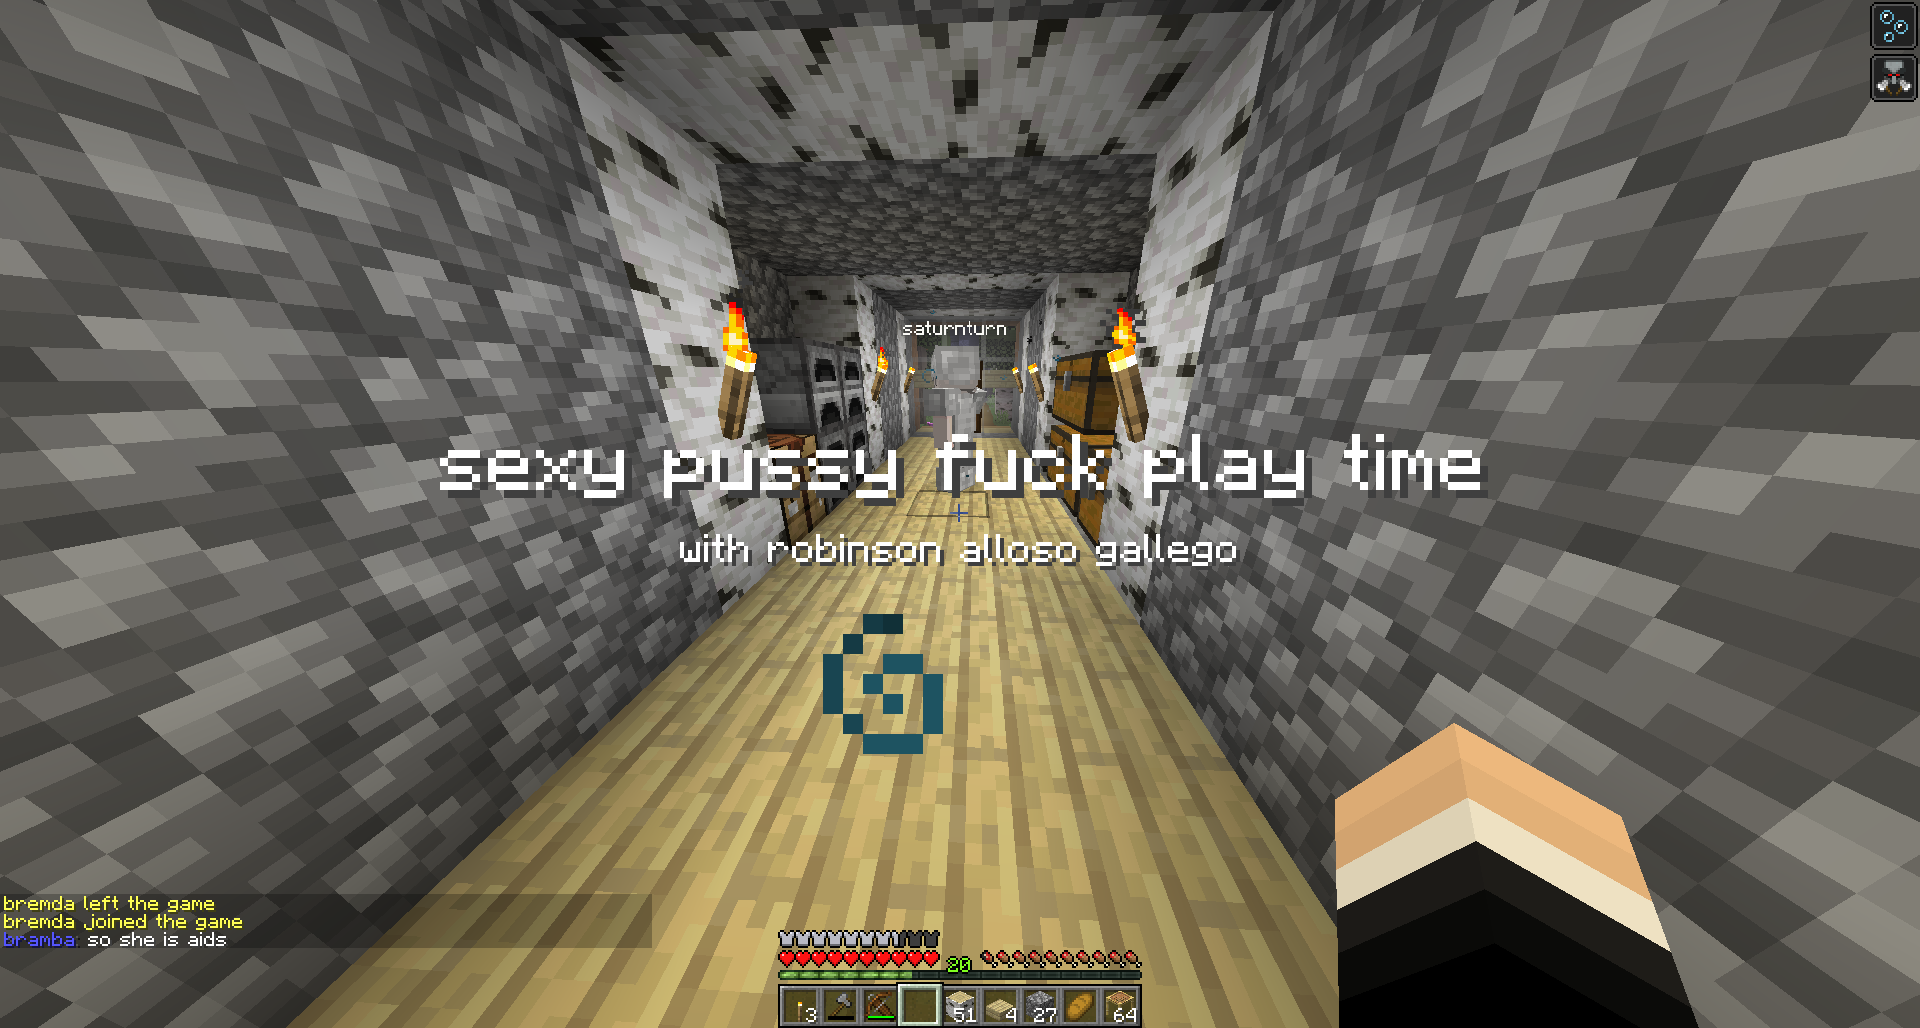 saturnturn
sexy pussy fuck play time
with robinson alloso gallego
bremda left the game
bremda joined the game
bramba: so she is aids
20
3 51 4 27 64